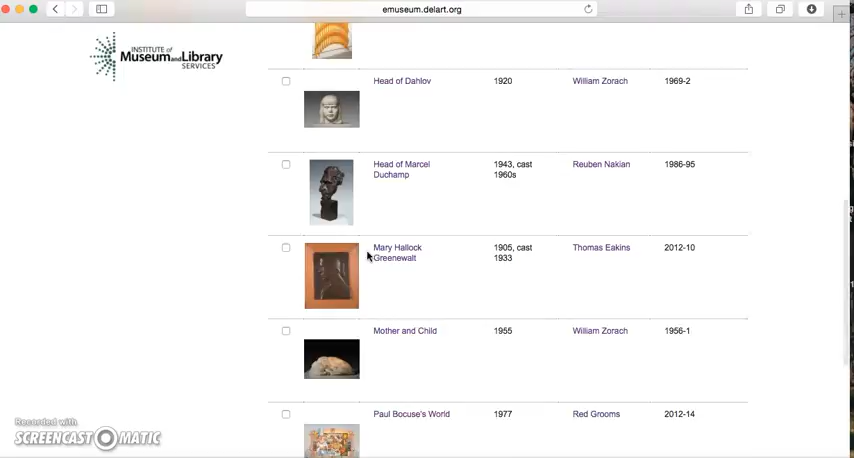 emuseum.delart.org
INSTITUTE of
Museum and Library
SERVICES
Head of Dahlov 1920 William Zorach 1969-2
Head of Marcel 1943, cast Reuben Nakian 1986-95
Duchamp 1960s
Mary Hallock 1905, cast Thomas Eakins 2012-10
Greenewalt 1933
Mother and Child 1955 William Zorach 1956-1
Paul Bocuse's World 1977 Red Grooms 2012-14
Recorded with
SCREENCAST-O-MATIC